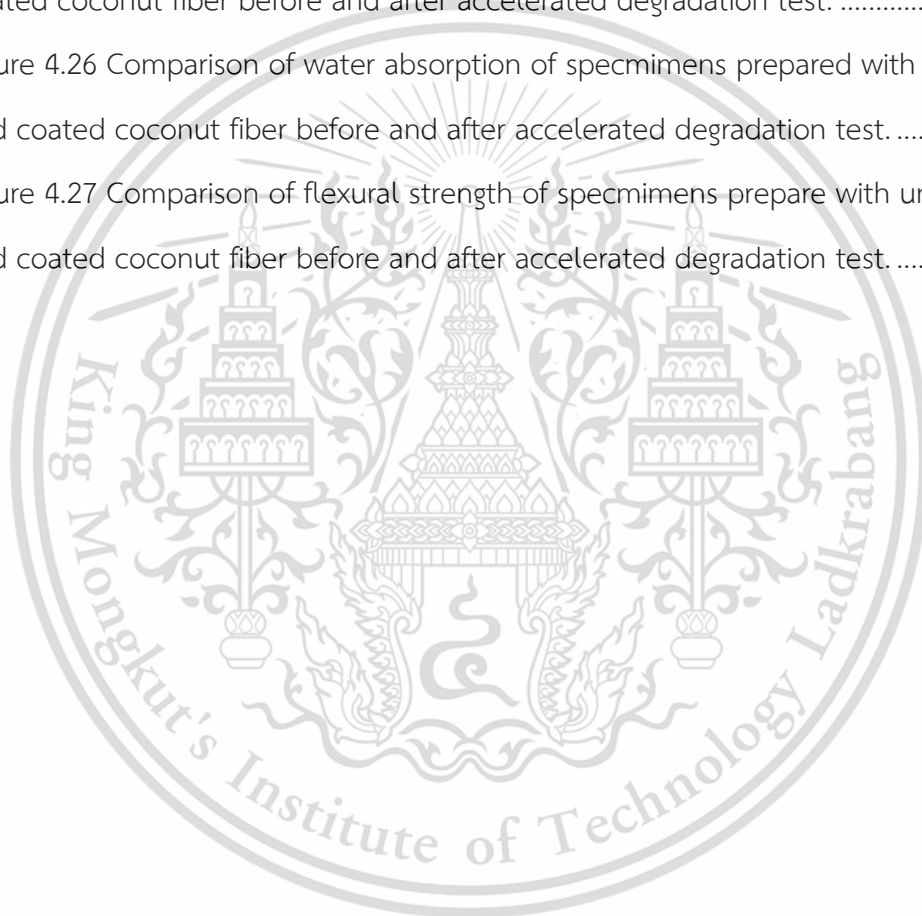 ated coconut fiber before and after accelerated degradation test. ............
ure 4.26 Comparison of water absorption of specmimens prepared with
d coated coconut fiber before and after accelerated degradation test. ....
ure 4.27 Comparison of flexural strength of specmimens prepare with ur
d coated coconut fiber before and after accelerated degradation test. ....
King Mongkut's Institute of Technology Ladkrabang